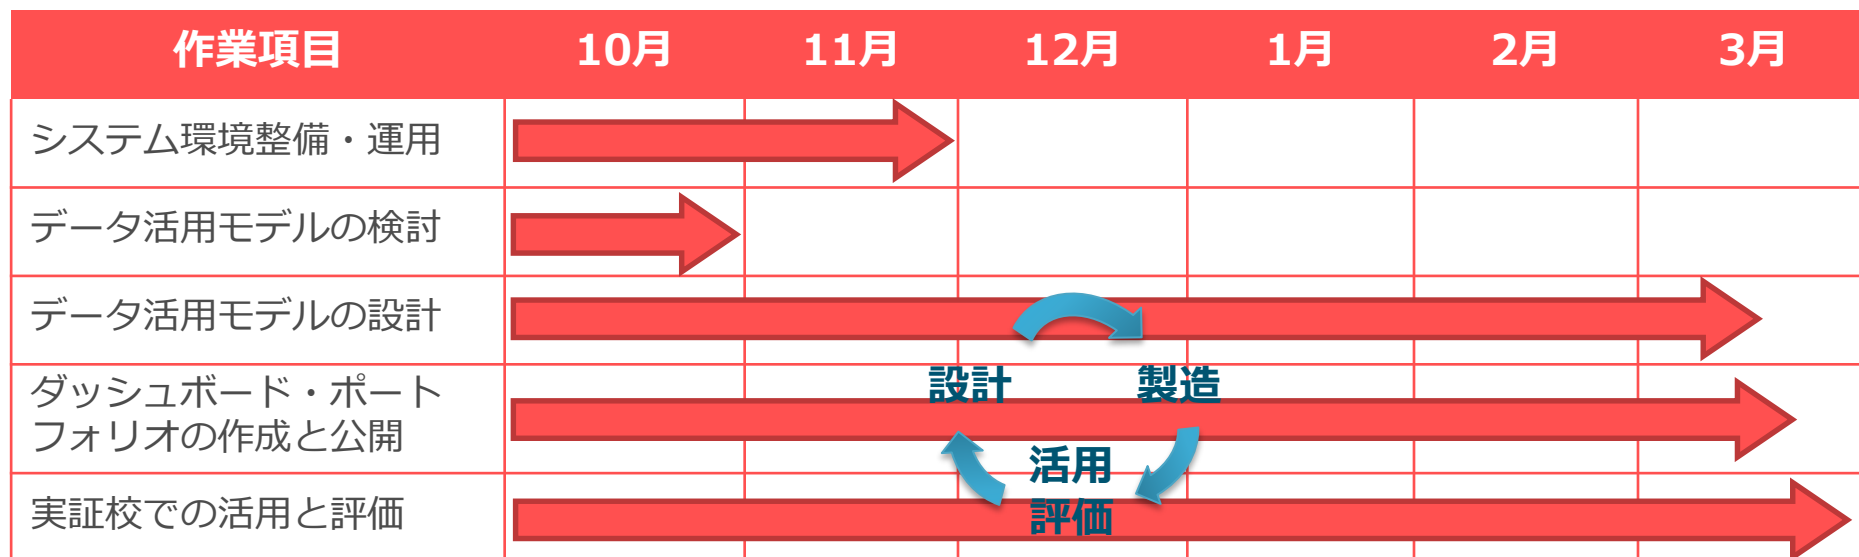 作業項目 10月 11月 12月 1月 2月 3月
システム環境整備・運用
データ活用モデルの検討
データ活用モデルの設計
ダッシュボード・ポート
フォリオの作成と公開
設計 製造
活用
評価
実証校での活用と評価